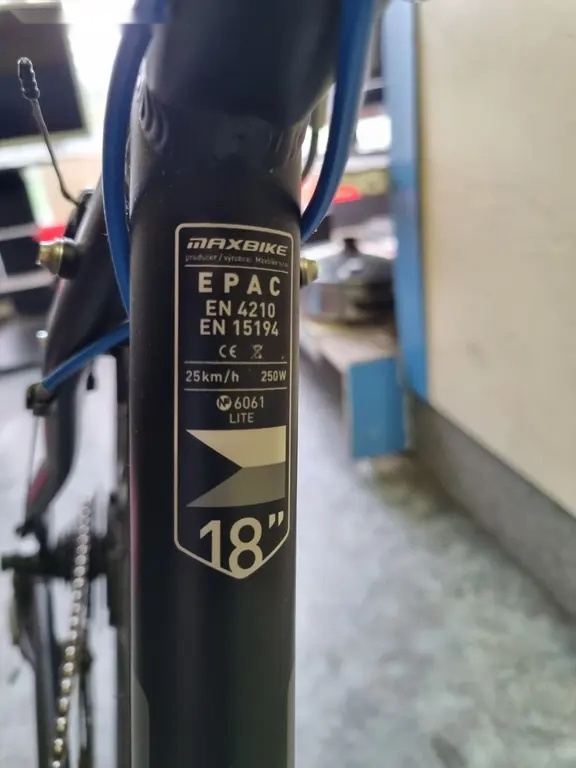 MAXBIKE
producer / výrobce: Maxbike s.r.o.
EPAC
EN 4210
EN 15194
CE
25km/h 250W
6061
LITE
18"